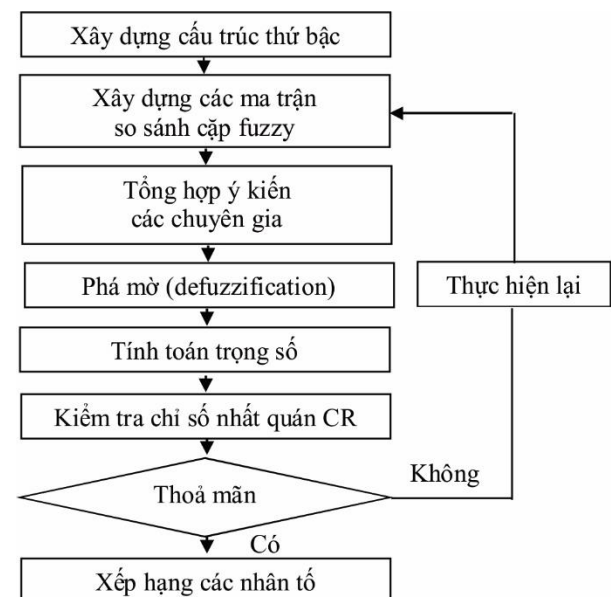 Xây dựng cấu trúc thứ bậc
Xây dựng các ma trận
so sánh cặp fuzzy
Tổng hợp ý kiến
các chuyên gia
Phá mờ (defuzzification)
Thực hiện lại
Tính toán trọng số
Kiểm tra chỉ số nhất quán CR
Thoả mãn
Không
Có
Xếp hạng các nhân tố